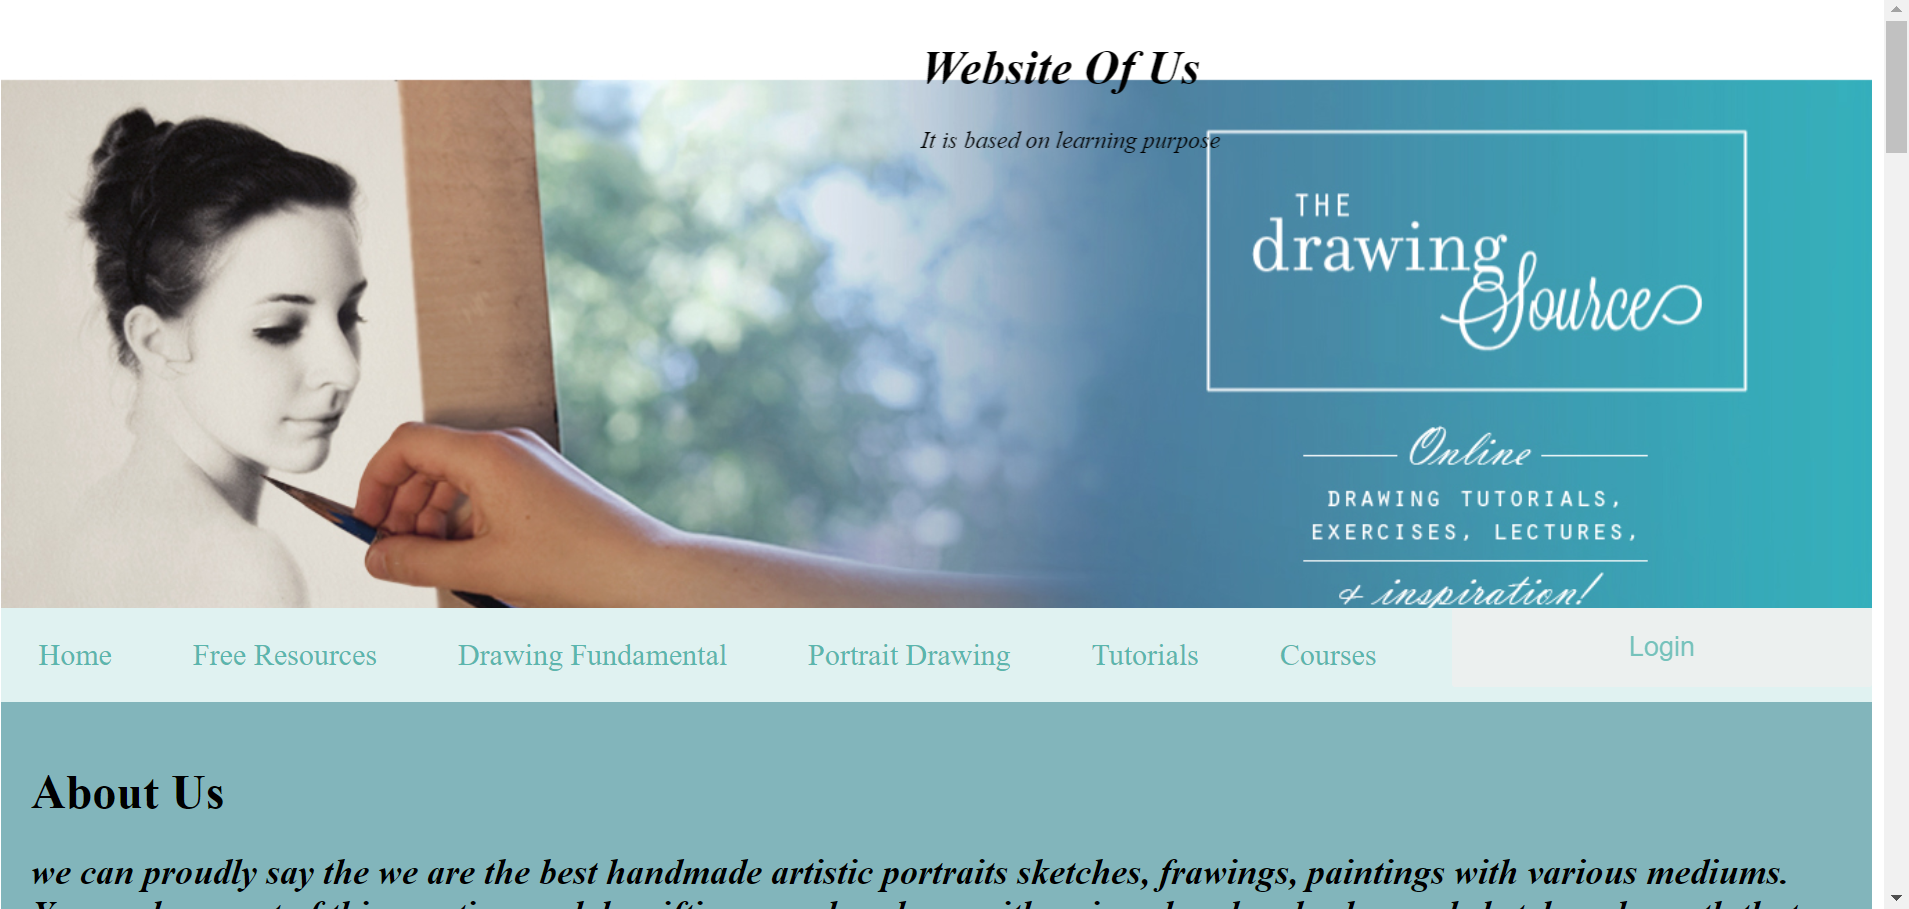 Website Of Us
It is based on learning purpose
THE
drawing
Source
Online
DRAWING TUTORIALS,
EXERCISES, LECTURES,
& inspiration!
Home Free Resources Drawing Fundamental Portrait Drawing Tutorials Courses Login
About Us
we can proudly say the we are the best handmade artistic portraits sketches, frawings, paintings with various mediums.